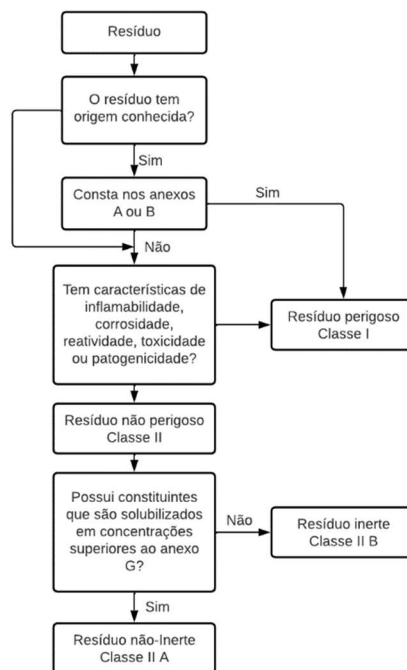 Resíduo
O resíduo tem
origem conhecida?
Sim
Consta nos anexos
A ou B
Sim
Não
Tem características de
inflamabilidade,
corrosidade,
reatividade, toxicidade
ou patogenicidade?
Resíduo perigoso
Classe I
Resíduo não perigoso
Classe II
Possui constituintes
que são solubilizados
em concentrações
superiores ao anexo
G?
Não
Resíduo inerte
Classe II B
Sim
Resíduo não-Inerte
Classe II A